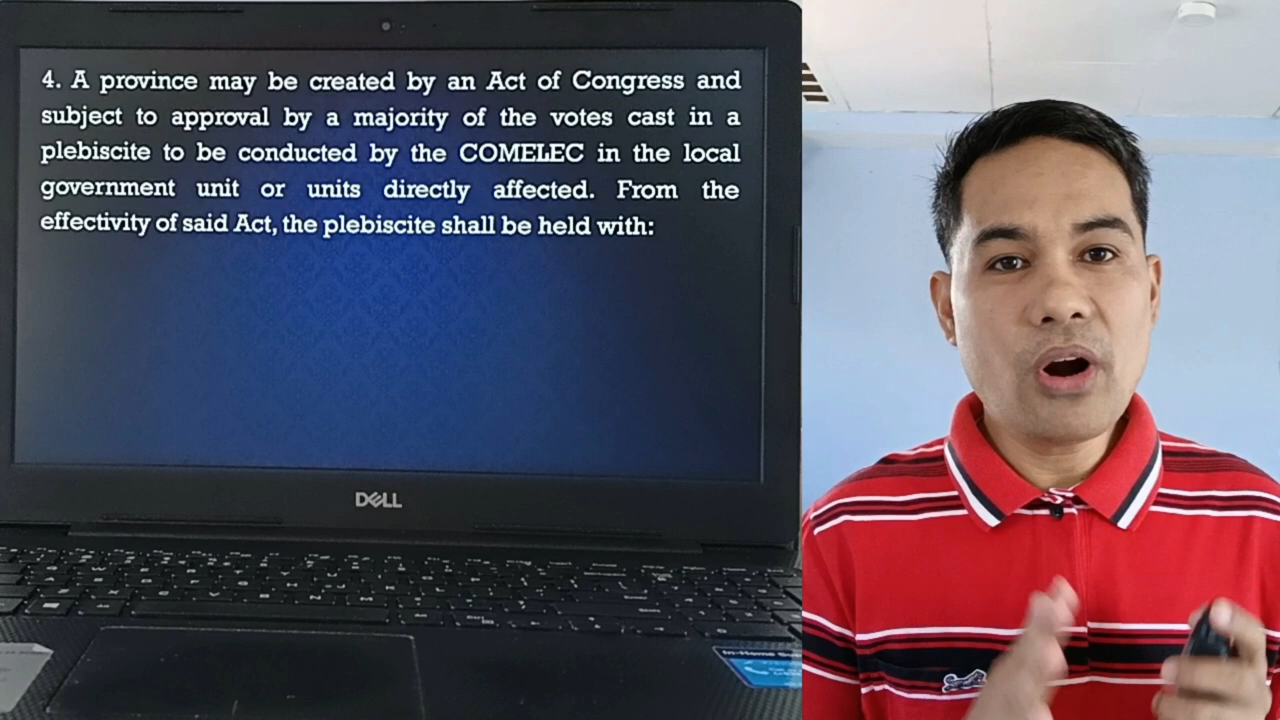 4. A province may be created by an Act of Congress and
subject to approval by a majority of the votes cast in a
plebiscite to be conducted by the COMELEC in the local
government unit or units directly affected. From the
effectivity of said Act, the plebiscite shall be held with:
DELL